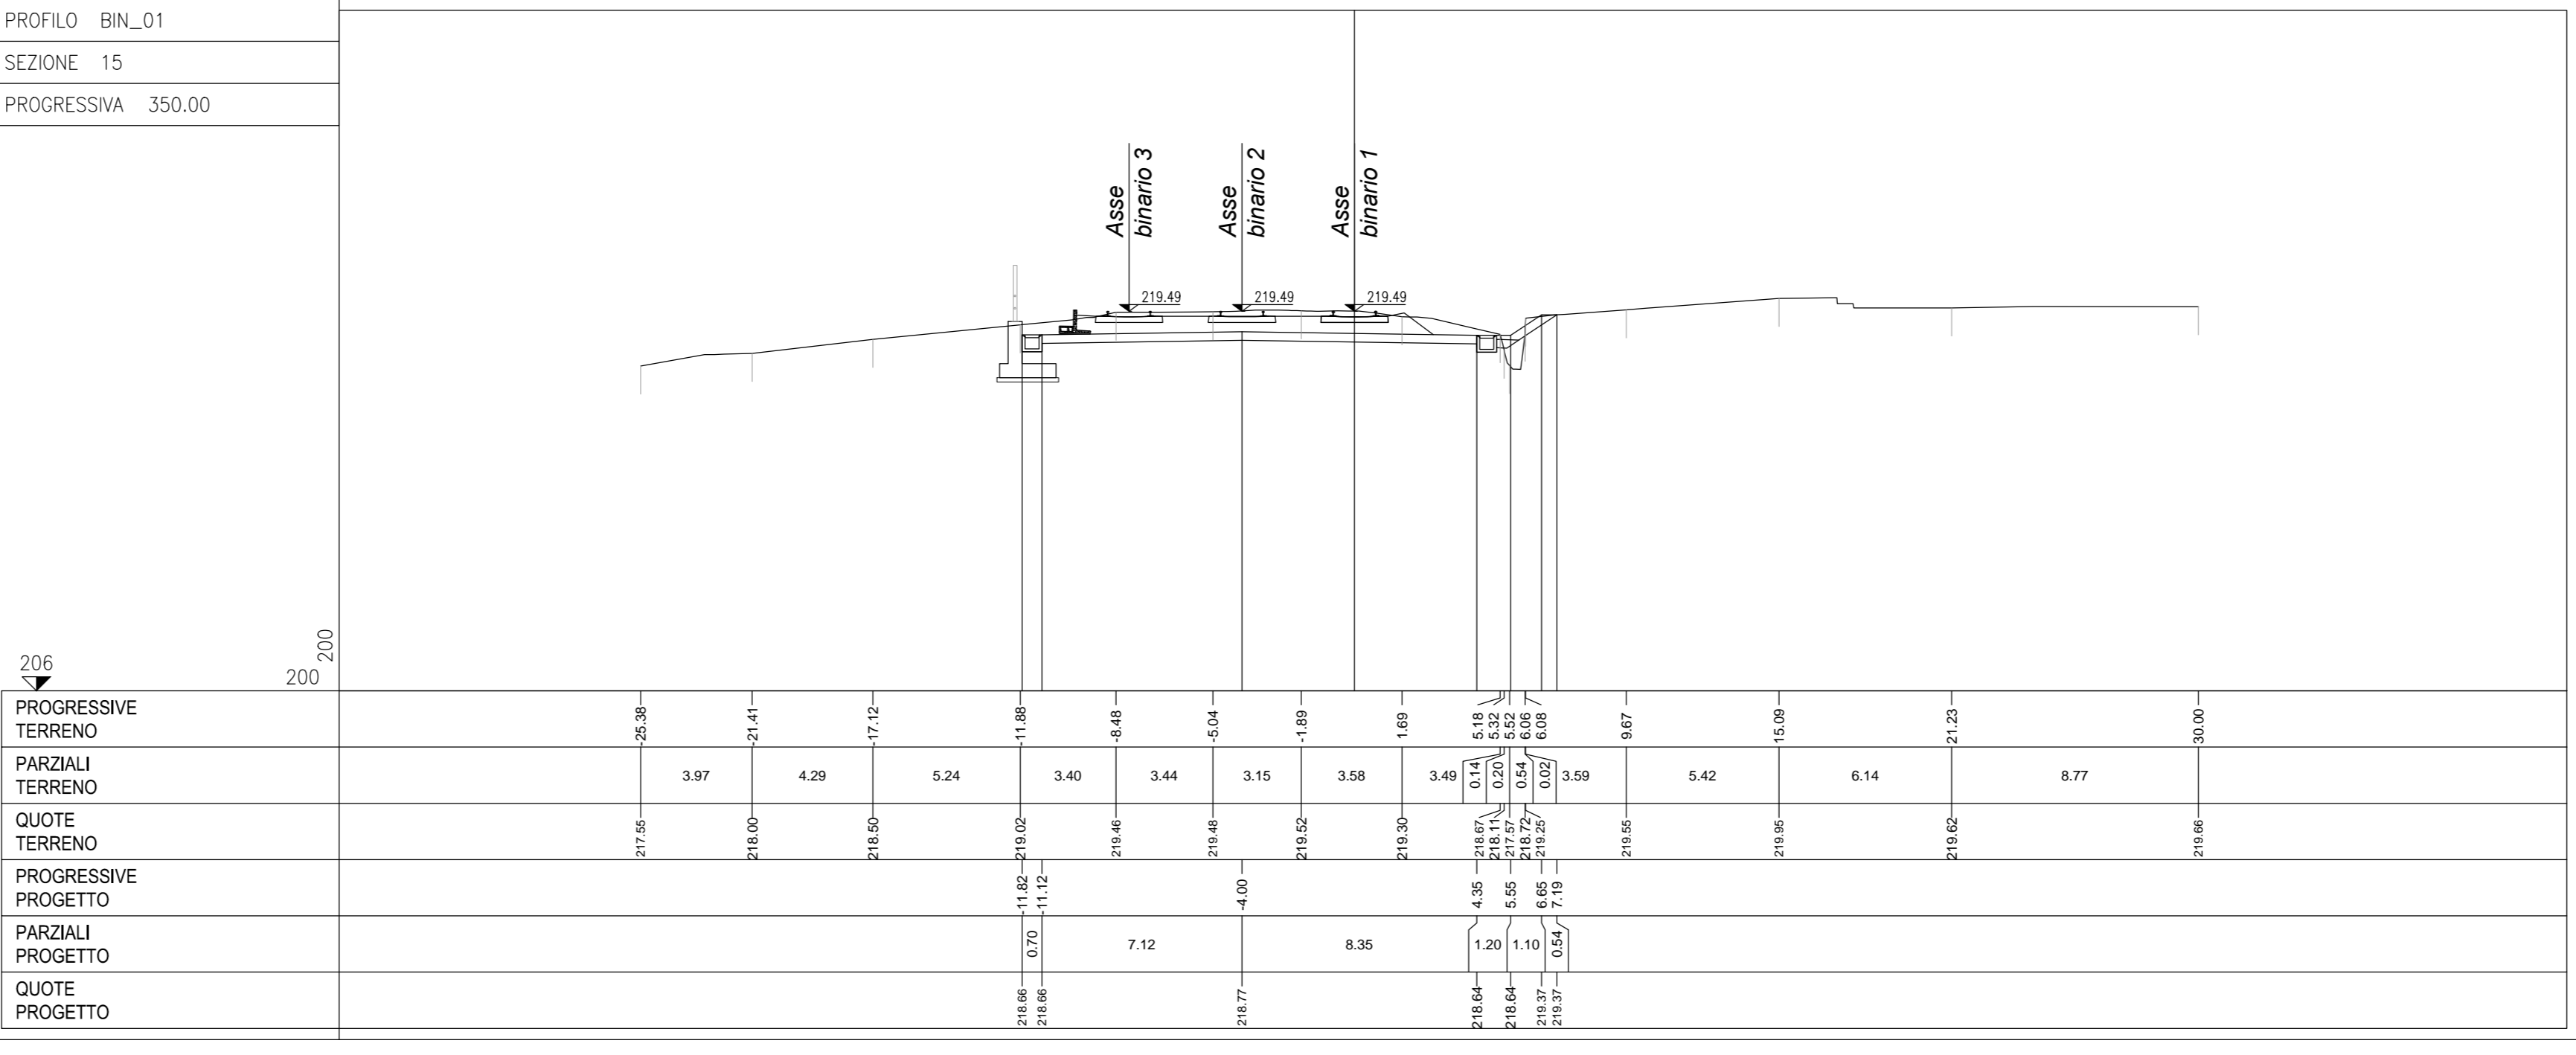 PROFILO BIN_01
SEZIONE 15
PROGRESSIVA 350.00
Asse
binario 3
Asse
binario 2
Asse
binario 1
219.49 219.49 219.49
206
200
200
PROGRESSIVE
TERRENO
-25.38 -21.41 -17.12 -11.88 -8.48 -5.04 -1.89 1.69 5.18 5.32 5.52 6.06 6.08 9.67 15.09 21.23 30.00
PARZIALI
TERRENO
3.97 4.29 5.24 3.40 3.44 3.15 3.58 3.49 0.14 0.20 0.54 0.02 3.59 5.42 6.14 8.77
QUOTE
TERRENO
217.55 218.00 218.50 219.02 219.46 219.48 219.52 219.30 218.67 218.11 217.57 218.72 219.25 219.55 219.95 219.62 219.66
PROGRESSIVE
PROGETTO
-11.82 -11.12 -4.00 4.35 5.55 6.65 7.19
PARZIALI
PROGETTO
0.70 7.12 8.35 1.20 1.10 0.54
QUOTE
PROGETTO
218.66 218.66 218.77 218.64 218.64 219.37 219.37